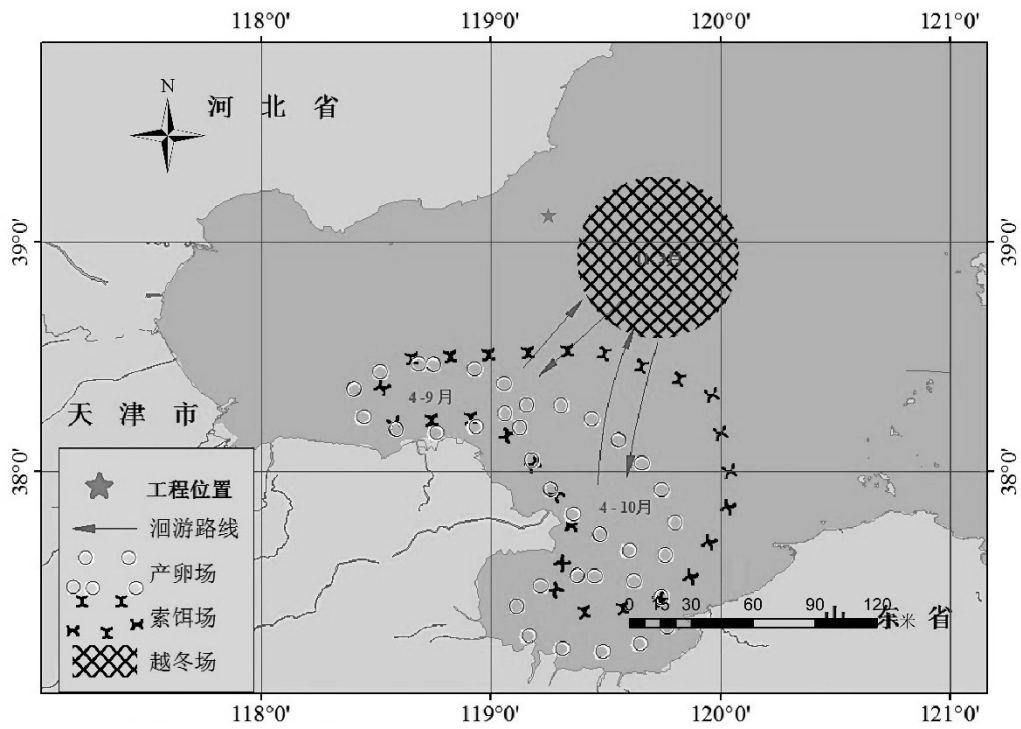 118°0' 119°0' 120°0' 121°0'
N
河 北 省
39°0' 39°0'
4-9月
天 津 市
38°0' 38°0'
4-10月
工程位置
洄游路线
产卵场
索饵场
越冬场
0 15 30 60 90 120
千米
山 东 省
118°0' 119°0' 120°0' 121°0'